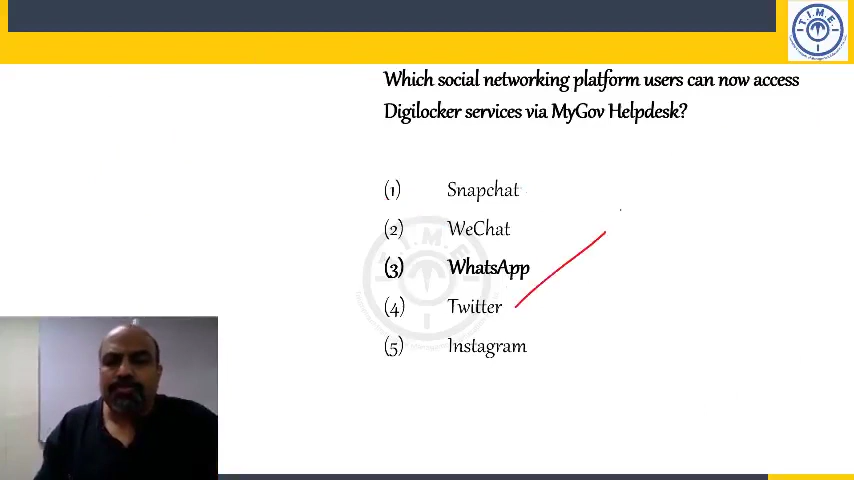 T.I.M.E.
Which social networking platform users can now access
Digilocker services via MyGov Helpdesk?
(1) Snapchat
(2) WeChat
(3) WhatsApp
(4) Twitter
(5) Instagram